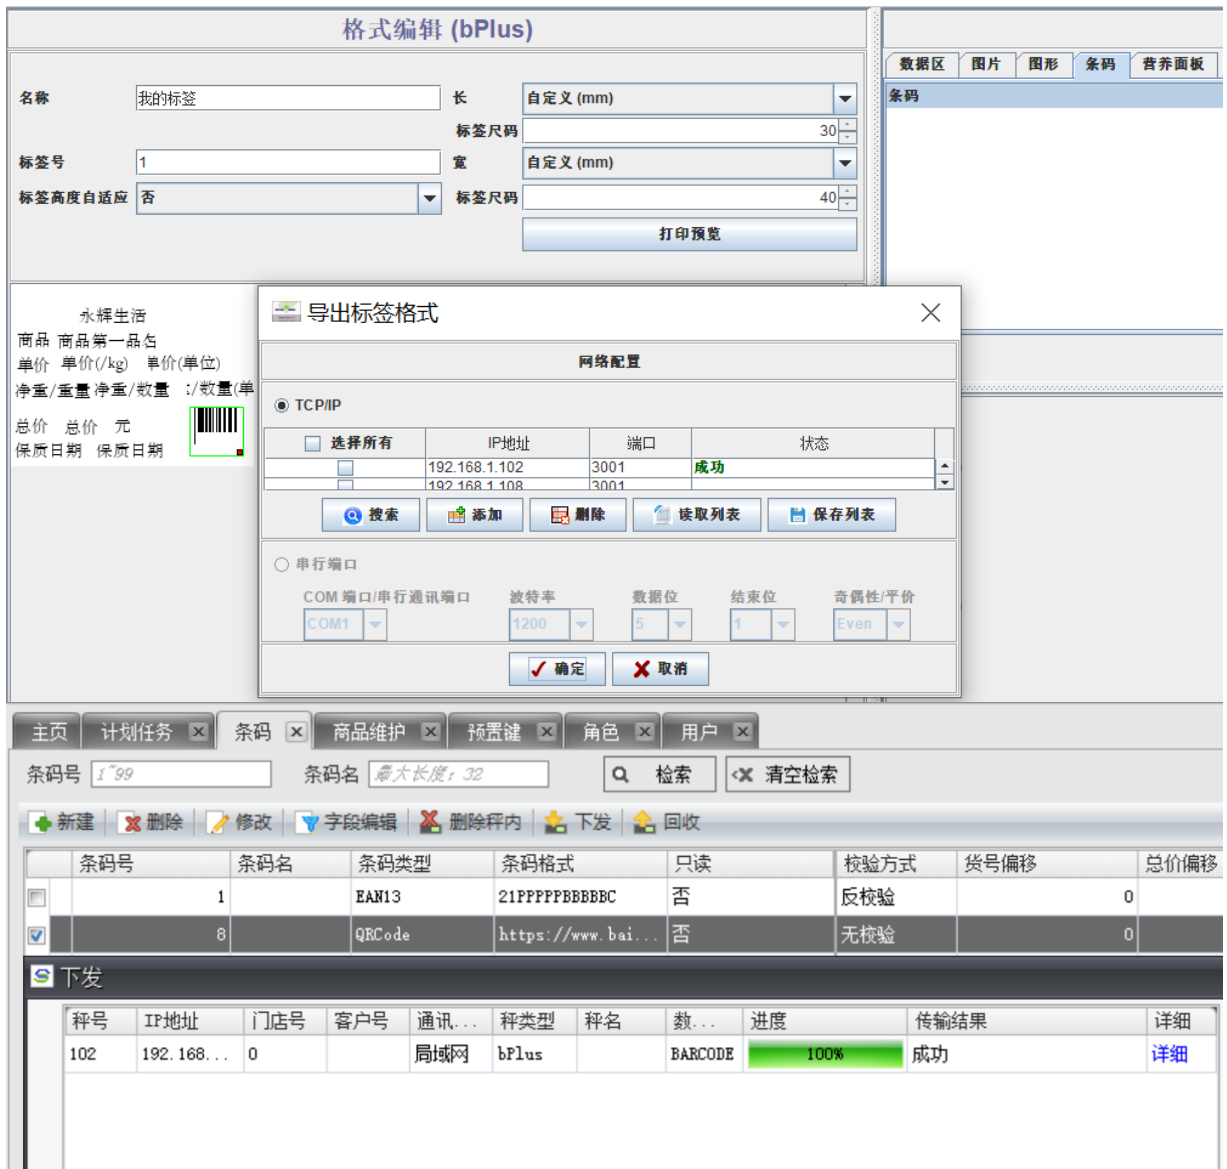 格式编辑 (bPlus)
数据区 图片 图形 条码 营养面板
条码
名称 我的标签 长 自定义 (mm)
标签尺码 30
标签号 1 宽 自定义 (mm)
标签高度自适应 否 标签尺码 40
打印预览
永辉生活
商品 商品第一品名
单价 单价(/kg) 单价(单位)
净重/重量 净重/数量 :/数量(单
总价 总价 元
保质日期 保质日期
导出标签格式
网络配置
TCP/IP
选择所有 IP地址 端口 状态
192.168.1.102 3001 成功
192.168.1.108 3001
搜索 添加 删除 读取列表 保存列表
串行端口
COM 端口/串行通讯端口 波特率 数据位 结束位 奇偶性/平价
COM1 1200 5 1 Even
确定 取消
主页 计划任务 条码 商品维护 预置键 角色 用户
条码号 1~99 条码名 最大长度: 32 检索 清空检索
新建 删除 修改 字段编辑 删除秤内 下发 回收
条码号 条码名 条码类型 条码格式 只读 校验方式 货号偏移 总价偏移
1 EAN13 21PPPPPBBBBBC 否 反校验 0
8 QRCode https://www.bai... 否 无校验 0
下发
秤号 IP地址 门店号 客户号 通讯... 秤类型 秤名 数... 进度 传输结果 详细
102 192.168... 0 局域网 bPlus BARCODE 100% 成功 详细